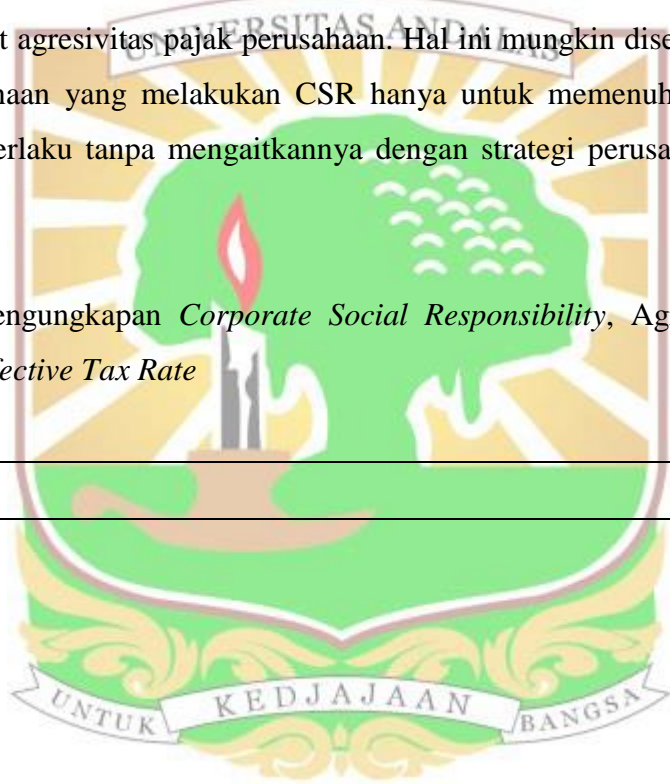 UNIVERSITAS ANDALAS
t agresivitas pajak perusahaan. Hal ini mungkin dise
haan yang melakukan CSR hanya untuk memenuh
erlaku tanpa mengaitkannya dengan strategi perusa
engungkapan Corporate Social Responsibility, Ag
fective Tax Rate
UNTUK KEDJAJAAN BANGSA